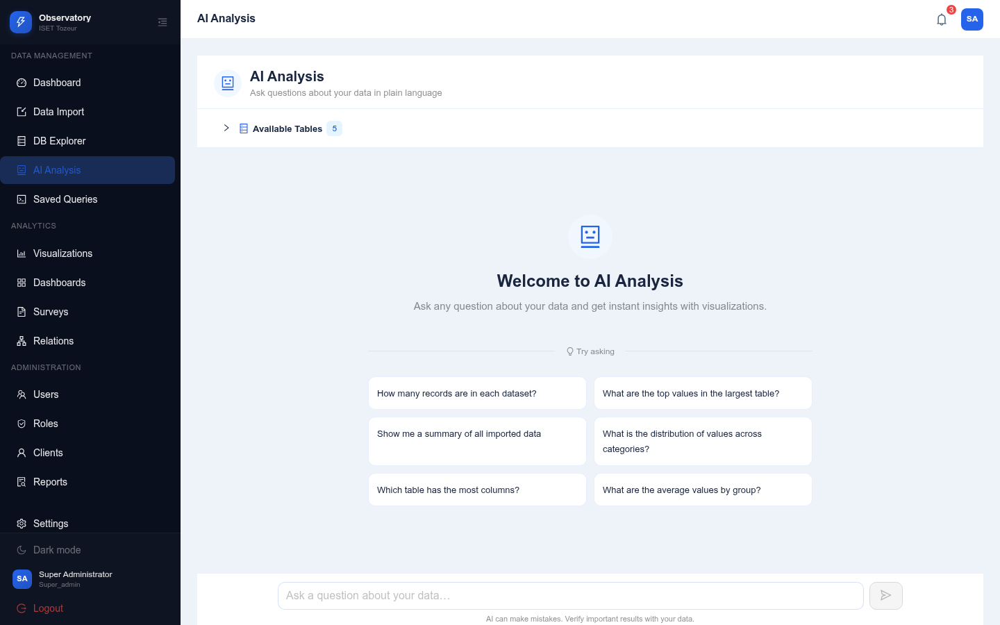 Observatory
ISET Tozeur
DATA MANAGEMENT
Dashboard
Data Import
DB Explorer
AI Analysis
Saved Queries
ANALYTICS
Visualizations
Dashboards
Surveys
Relations
ADMINISTRATION
Users
Roles
Clients
Reports
Settings
Dark mode
SA
Super Administrator
Super_admin
Logout
AI Analysis
3
SA
AI Analysis
Ask questions about your data in plain language
Available Tables 5
Welcome to AI Analysis
Ask any question about your data and get instant insights with visualizations.
Try asking
How many records are in each dataset?
What are the top values in the largest table?
Show me a summary of all imported data
What is the distribution of values across
categories?
Which table has the most columns?
What are the average values by group?
Ask a question about your data...
AI can make mistakes. Verify important results with your data.